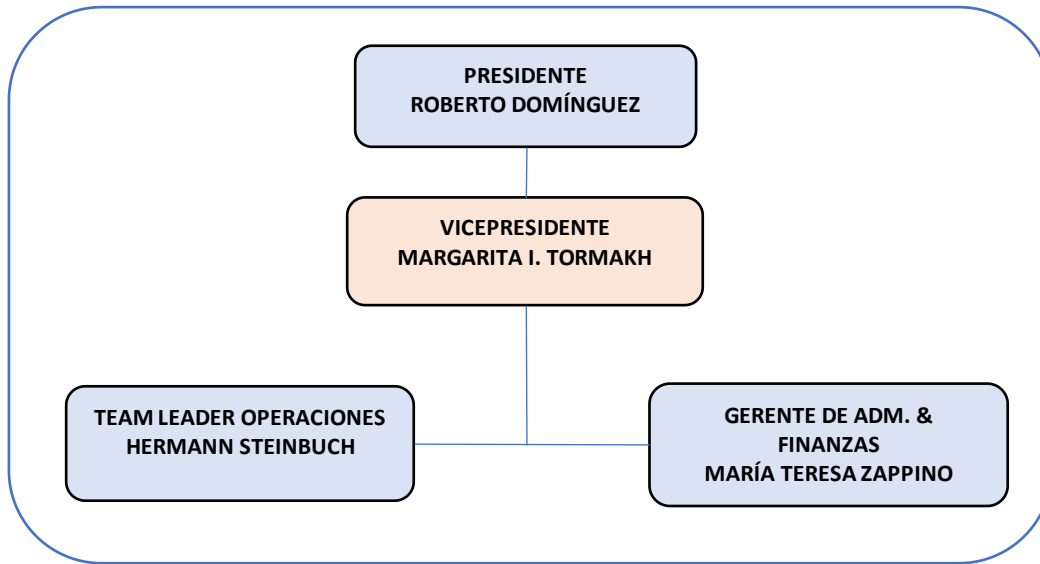 PRESIDENTE
ROBERTO DOMÍNGUEZ
VICEPRESIDENTE
MARGARITA I. TORMAKH
TEAM LEADER OPERACIONES
HERMANN STEINBUCH
GERENTE DE ADM. &
FINANZAS
MARÍA TERESA ZAPPINO